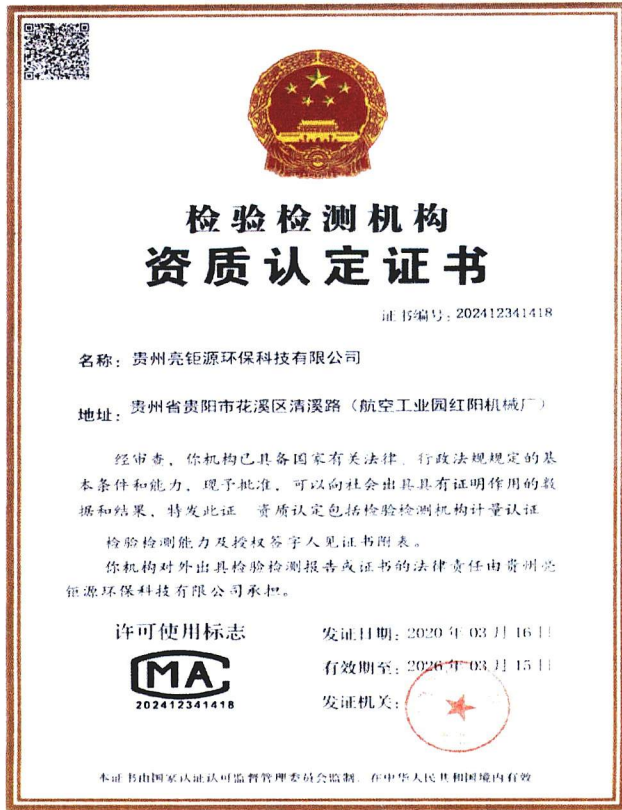 检验检测机构
资质认定证书
证书编号：202412341418
名称：贵州亮钜源环保科技有限公司
地址：贵州省贵阳市花溪区清溪路（航空工业园红阳机械厂）
经审查，你机构已具备国家有关法律、行政法规规定的基
本条件和能力，现予批准，可以向社会出具具有证明作用的数
据和结果，特发此证 资质认定包括检验检测机构计量认证
检验检测能力及授权签字人见证书附表。
你机构对外出具检验检测报告或证书的法律责任由贵州亮
钜源环保科技有限公司承担。
许可使用标志
MA
202412341418
发证日期：2020年03月16日
有效期至：2026年03月15日
发证机关：
本证书由国家认证认可监督管理委员会监制，在中华人民共和国境内有效